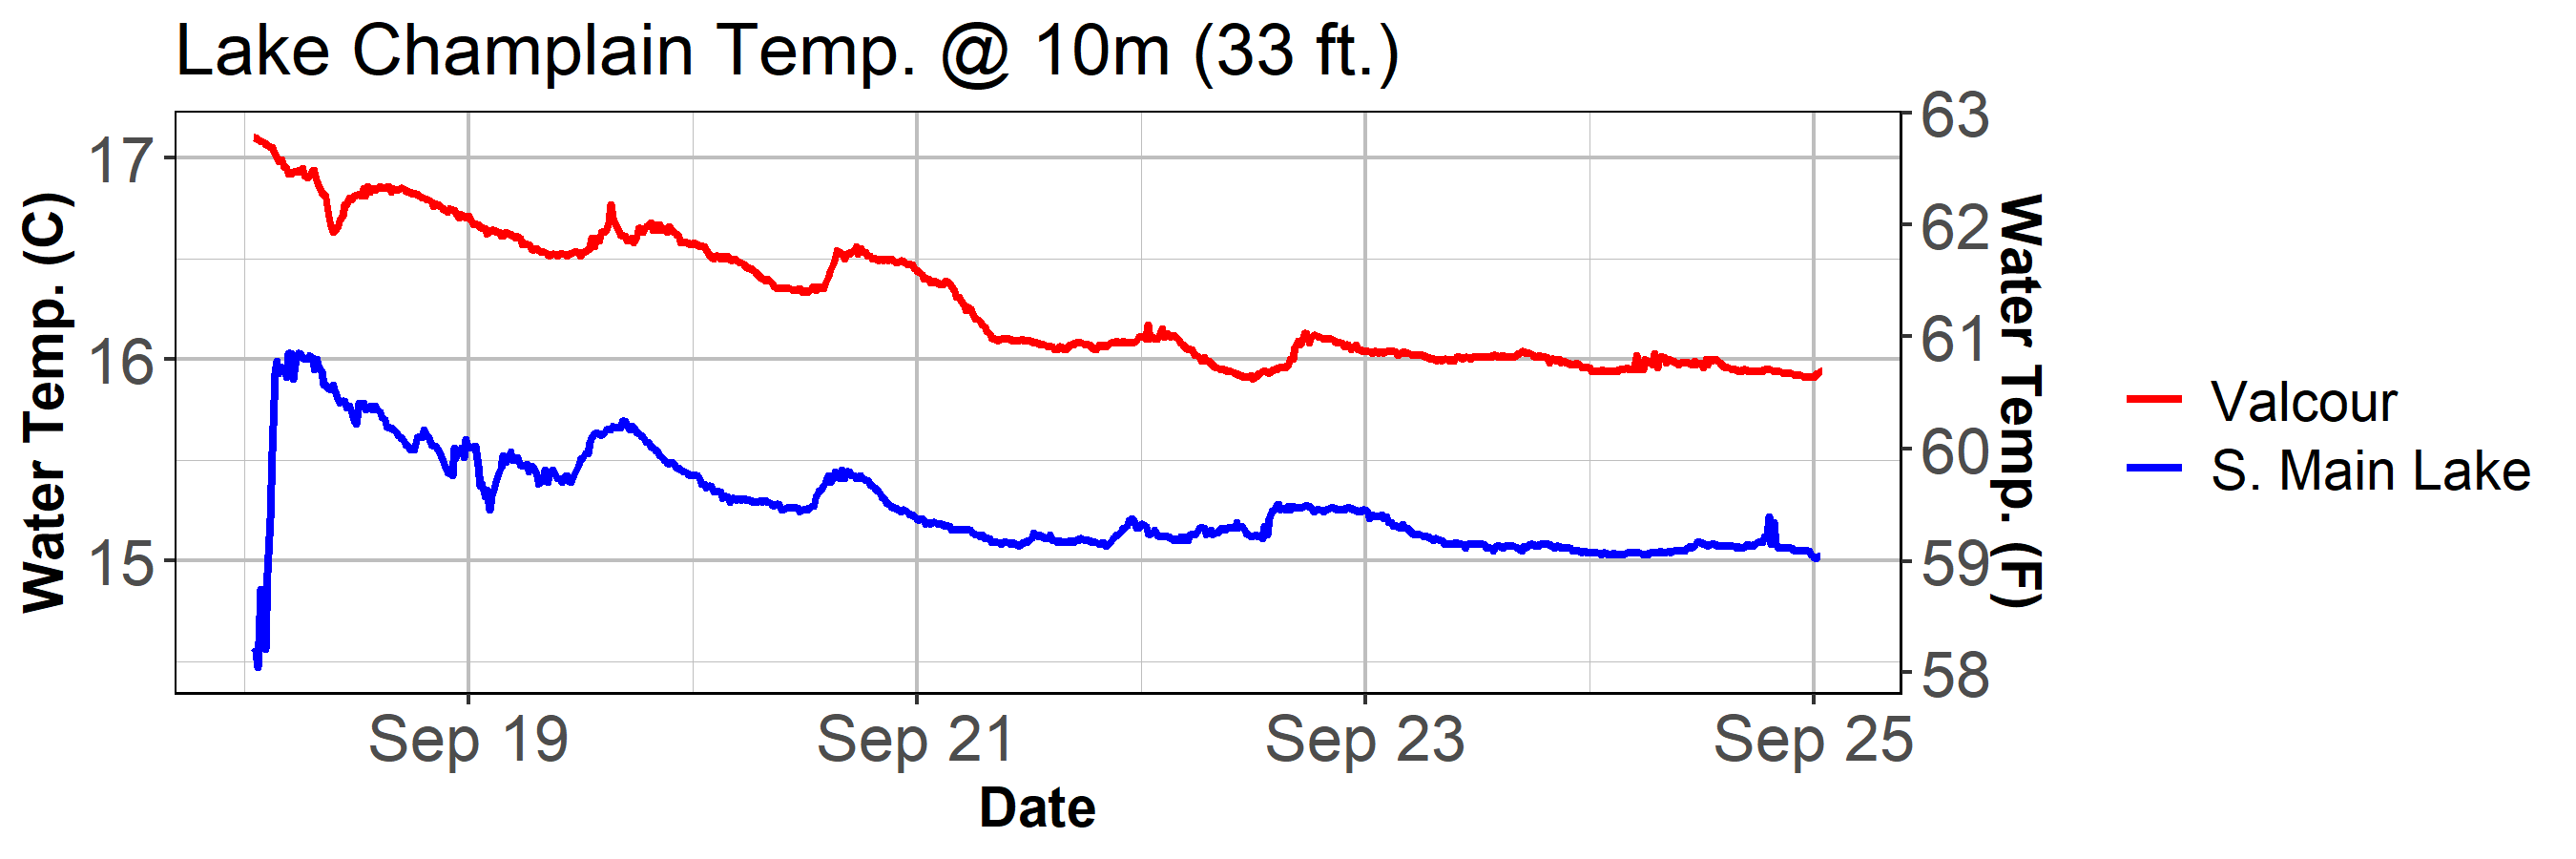 Lake Champlain Temp. @ 10m (33 ft.)
Water Temp. (C)
17
16
15
63
62
61
60
59
58
Water Temp. (F)
Sep 19
Sep 21
Sep 23
Sep 25
Date
Valcour
S. Main Lake